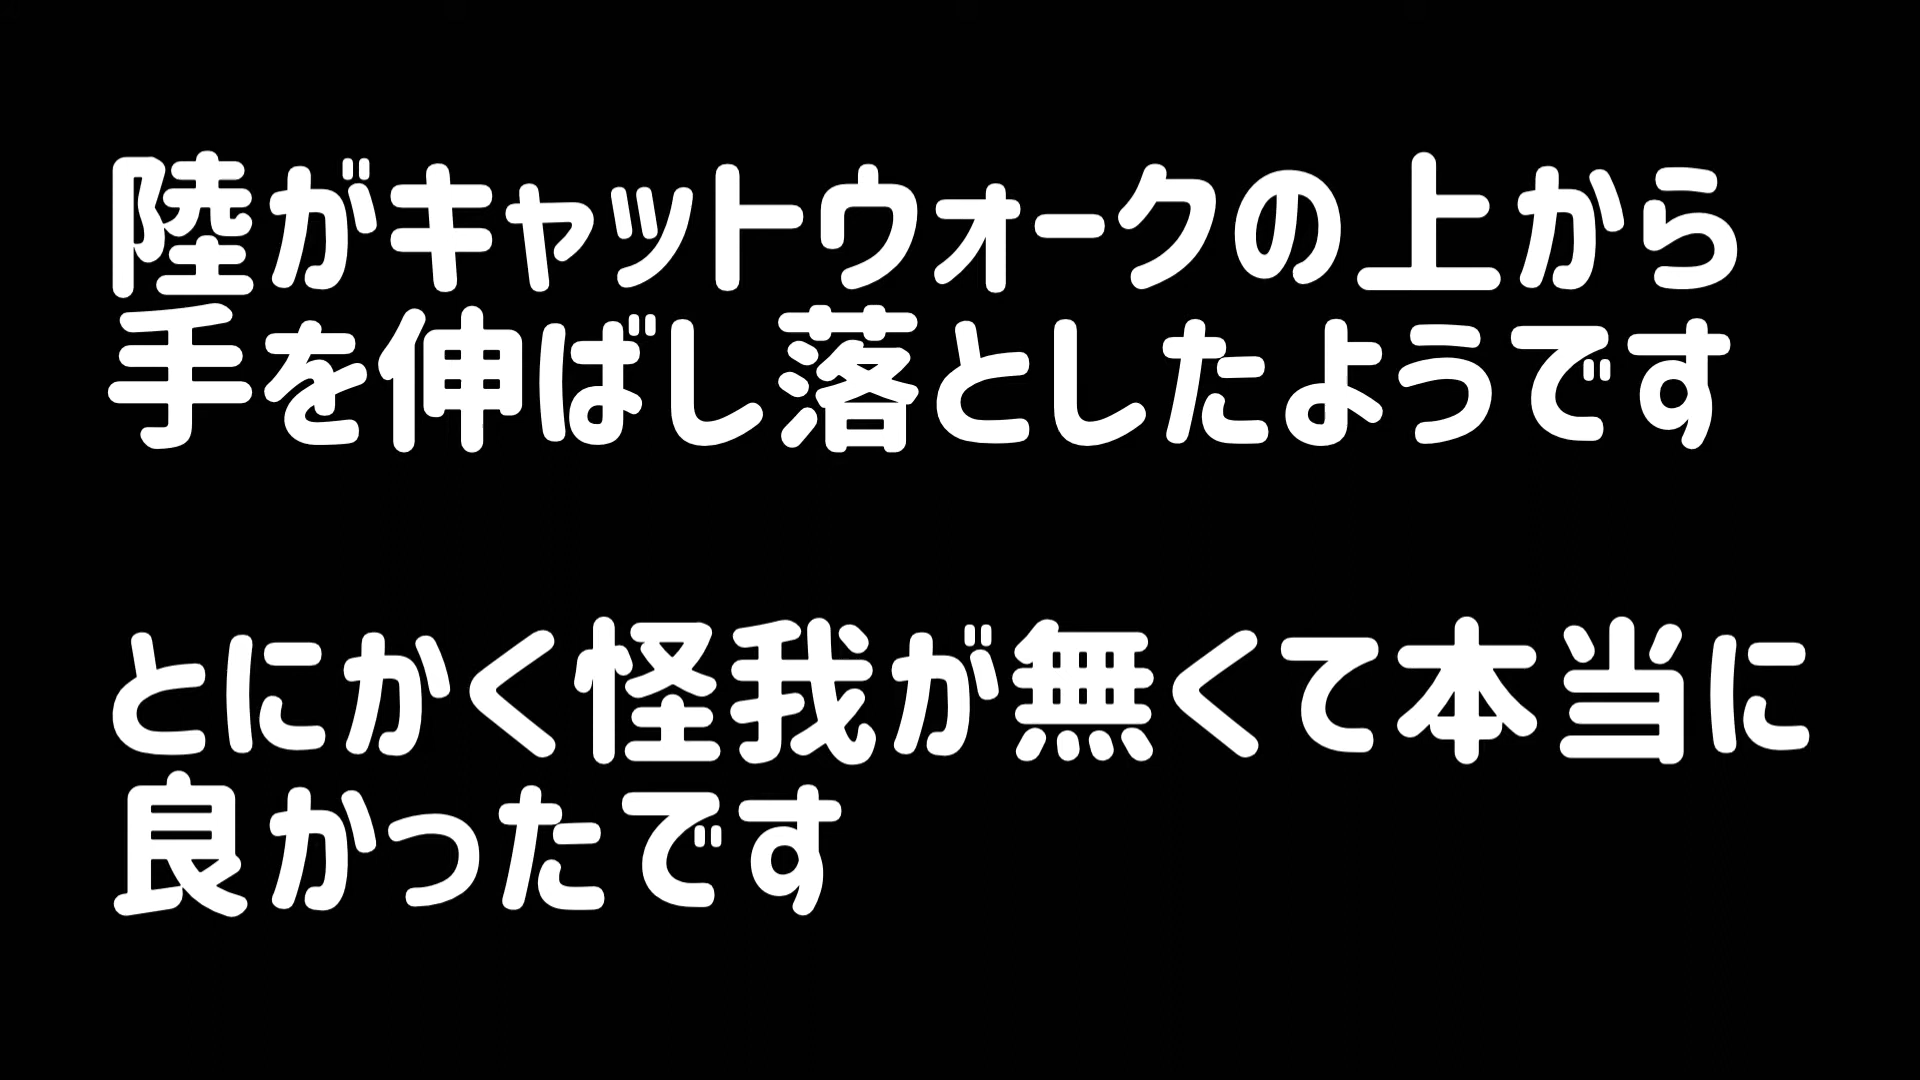 陸がキャットウォークの上から
手を伸ばし落としたようです
とにかく怪我が無くて本当に
良かったです